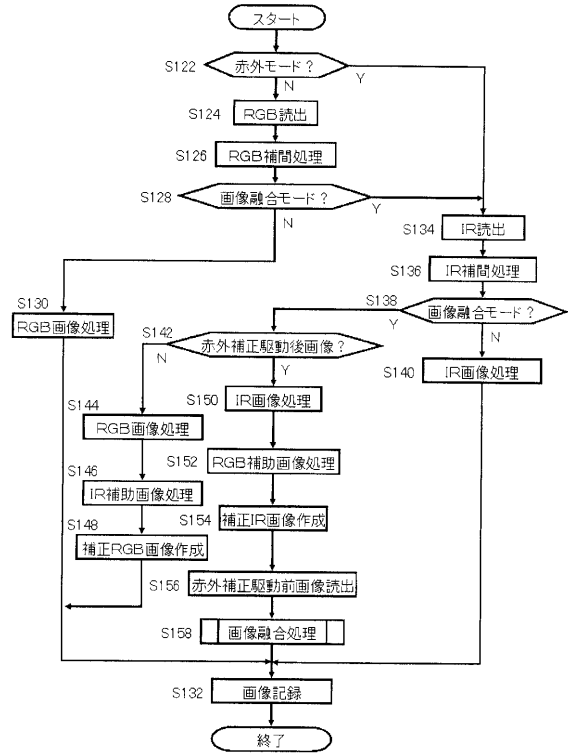 スタート
S122
赤外モード?
Y
N
S124
RGB読出
S126
RGB補間処理
S128
画像融合モード?
Y
N
S134
IR読出
S136
IR補間処理
S130
RGB画像処理
S138
画像融合モード?
Y
N
S142
赤外補正駆動後画像?
N
Y
S140
IR画像処理
S150
IR画像処理
S144
RGB画像処理
S152
RGB補助画像処理
S146
IR補助画像処理
S154
補正IR画像作成
S148
補正RGB画像作成
S156
赤外補正駆動前画像読出
S158
画像融合処理
S132
画像記録
終了